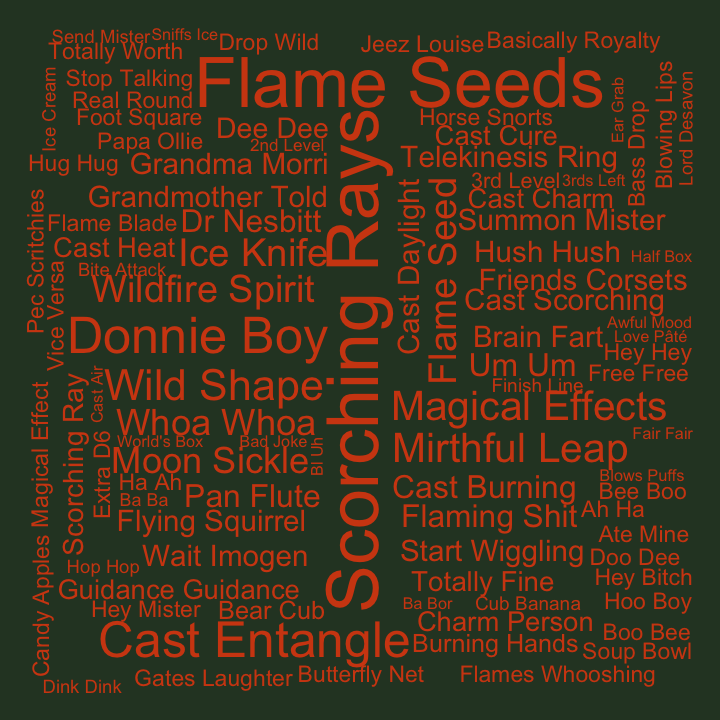 Send Mister
Sniffs Ice
Totally Worth
Drop Wild
Jeez Louise
Basically Royalty
Stop Talking
Flame Seeds
Ice Cream
Real Round
Foot Square
Dee Dee
Horse Snorts
Ear Grab
Bass Drop
Blowing Lips
Lord Desavon
Papa Ollie
2nd Level
Cast Cure
Hug Hug
Grandma Morri
Telekinesis Ring
3rd Level
3rds Left
Grandmother Told
Cast Charm
Pec Scritchies
Flame Blade
Dr Nesbitt
Scorching Rayse
Cast Daylight
Flame Seed
Summon Mister
Cast Heat
Ice Knife
Hush Hush
Half Box
Vice Versa
Bite Attack
Wildfire Spirit
Friends Corsets
Cast Scorching
Donnie Boy
Brain Fart
Awful Mood
Love Pâté
Hey Hey
Um Um
Free Free
Finish Line
Cast Air
Wild Shape
Magical Effects
Candy Apples Magical Effect
Scorching Ray
Extra D6
Whoa Whoa
World's Box
Bad Joke
Bl Uh
Mirthful Leap
Fair Fair
Moon Sickle
Ha Ah
Ba Ba
Pan Flute
Cast Burning
Blows Puffs
Bee Boo
Flying Squirrel
Flaming Shit
Ah Ha
Ate Mine
Wait Imogen
Start Wiggling
Doo Dee
Hop Hop
Totally Fine
Hey Bitch
Guidance Guidance
Hey Mister
Bear Cub
Ba Bor
Cub Banana
Hoo Boy
Charm Person
Boo Bee
Cast Entangle
Burning Hands
Soup Bowl
Dink Dink
Gates Laughter
Butterfly Net
Flames Whooshing